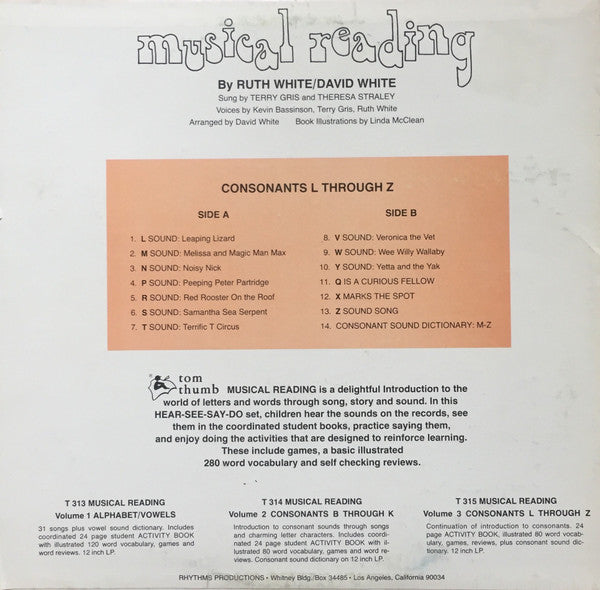 musical reading
By RUTH WHITE/DAVID WHITE
Sung by TERRY GRIS and THERESA STRALEY
Voices by Kevin Bassinson, Terry Gris, Ruth White
Arranged by David White Book Illustrations by Linda McClean
CONSONANTS L THROUGH Z
SIDE A
1. L SOUND: Leaping Lizard
2. M SOUND: Melissa and Magic Man Max
3. N SOUND: Noisy Nick
4. P SOUND: Peeping Peter Partridge
5. R SOUND: Red Rooster On the Roof
6. S SOUND: Samantha Sea Serpent
7. T SOUND: Terrific T Circus
SIDE B
8. V SOUND: Veronica the Vet
9. W SOUND: Wee Willy Wallaby
10. Y SOUND: Yetta and the Yak
11. Q IS A CURIOUS FELLOW
12. X MARKS THE SPOT
13. Z SOUND SONG
14. CONSONANT SOUND DICTIONARY: M-Z
tom
thumb MUSICAL READING is a delightful Introduction to the
world of letters and words through song, story and sound. In this
HEAR-SEE-SAY-DO set, children hear the sounds on the records, see
them in the coordinated student books, practice saying them,
and enjoy doing the activities that are designed to reinforce learning.
These include games, a basic illustrated
280 word vocabulary and self checking reviews.
T 313 MUSICAL READING
Volume 1 ALPHABET/VOWELS
31 songs plus vowel sound dictionary. Includes
coordinated 24 page student ACTIVITY BOOK
with illustrated 120 word vocabulary, games and
word reviews. 12 inch LP.
T 314 MUSICAL READING
Volume 2 CONSONANTS B THROUGH K
Introduction to consonant sounds through songs
and charming letter characters. Includes coordi-
nated 24 page student ACTIVITY BOOK with il-
lustrated 80 word vocabulary, games and word re-
views. Consonant sound dictionary on 12 inch LP.
T 315 MUSICAL READING
Volume 3 CONSONANTS L THROUGH Z
Continuation of introduction to consonants. 24
page ACTIVITY BOOK, illustrated 80 word vocab-
ulary, games, reviews, plus consonant sound dic-
tionary. 12 inch LP.
RHYTHMS PRODUCTIONS • Whitney Bldg./Box 34485 • Los Angeles, California 90034